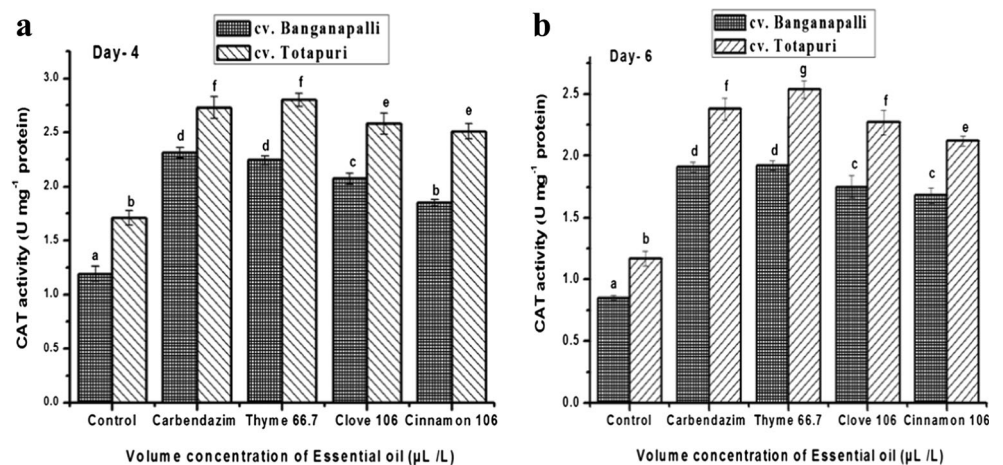 a
cv. Banganapalli
cv. Totapuri
Day- 4
CAT activity (U mg⁻¹ protein)
3.0
2.5
2.0
1.5
1.0
0.5
0.0
a
b
d
f
d
f
c
e
b
e
Control
Carbendazim
Thyme 66.7
Clove 106
Cinnamon 106
Volume concentration of Essential oil (µL /L)
b
cv. Banganapalli
cv. Totapuri
Day- 6
CAT activity (U mg⁻¹ protein)
2.5
2.0
1.5
1.0
0.5
0.0
a
b
d
f
d
g
c
f
c
e
Control
Carbendazim
Thyme 66.7
Clove 106
Cinnamon 106
Volume concentration of Essential oil (µL /L)